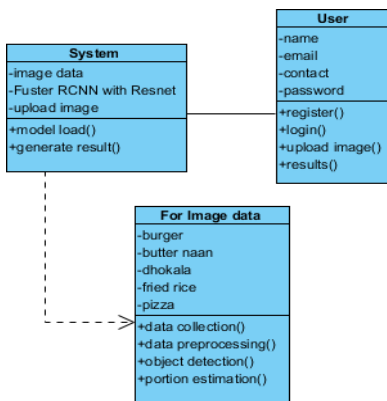 System
-image data
-Fuster RCNN with Resnet
-upload image
+model load()
+generate result()
User
-name
-email
-contact
-password
+register()
+login()
+upload image()
+results()
For Image data
-burger
-butter naan
-dhokala
-fried rice
-pizza
+data collection()
+data preprocessing()
+object detection()
+portion estimation()